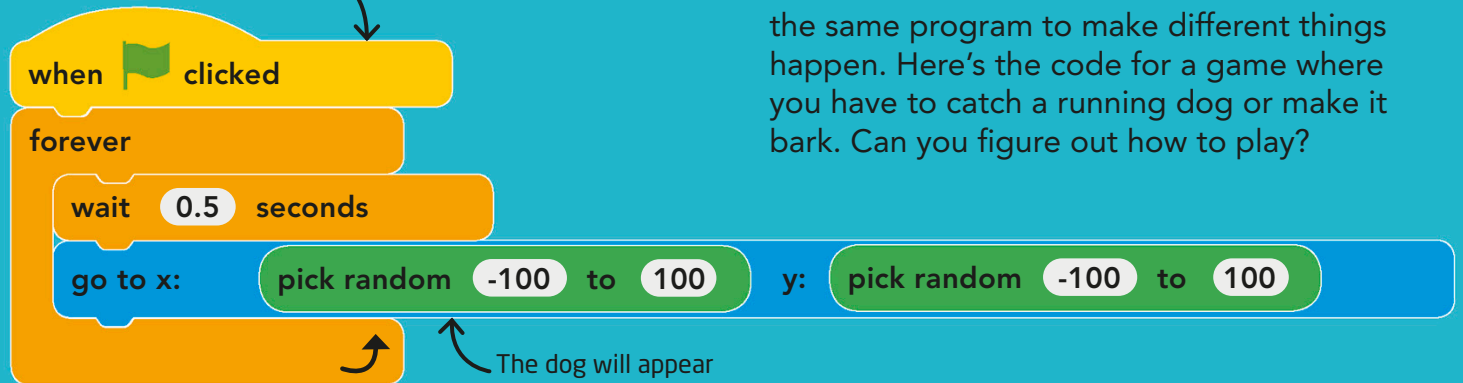 the same program to make different things
happen. Here's the code for a game where
you have to catch a running dog or make it
bark. Can you figure out how to play?
when clicked
forever
wait 0.5 seconds
go to x: pick random -100 to 100 y: pick random -100 to 100
The dog will appear